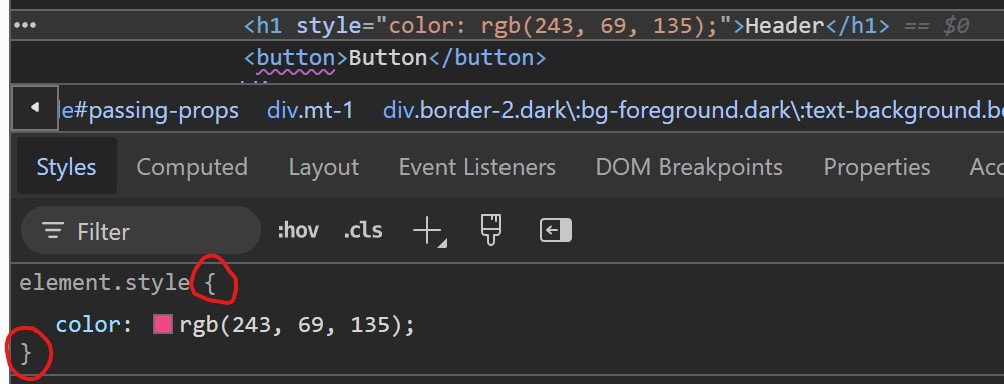 ••• <h1 style="color: rgb(243, 69, 135);">Header</h1> == $0
<button>Button</button>
le#passing-props div.mt-1 div.border-2.dark\:bg-foreground.dark\:text-background.bo
Styles Computed Layout Event Listeners DOM Breakpoints Properties Acc
Filter :hov .cls
element.style {
color: rgb(243, 69, 135);
}